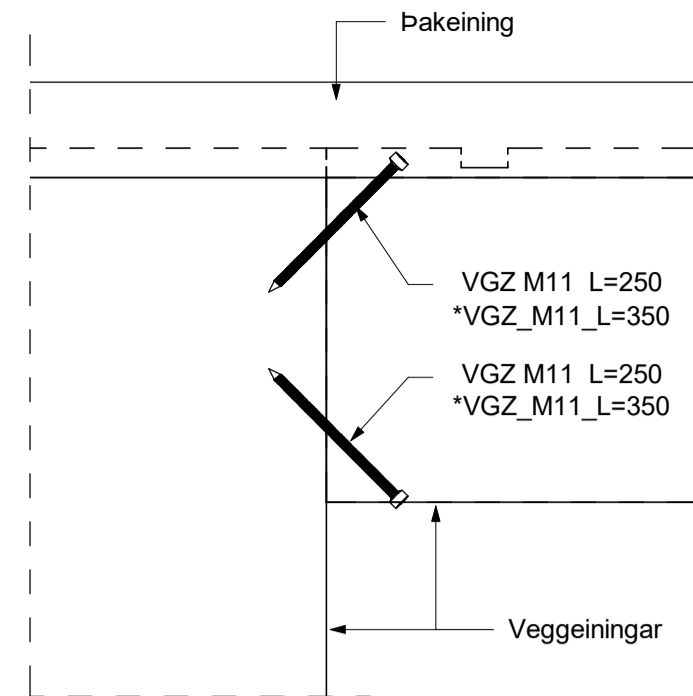 Þakeining
VGZ M11 L=250
*VGZ_M11_L=350
VGZ M11 L=250
*VGZ_M11_L=350
Veggeiningar